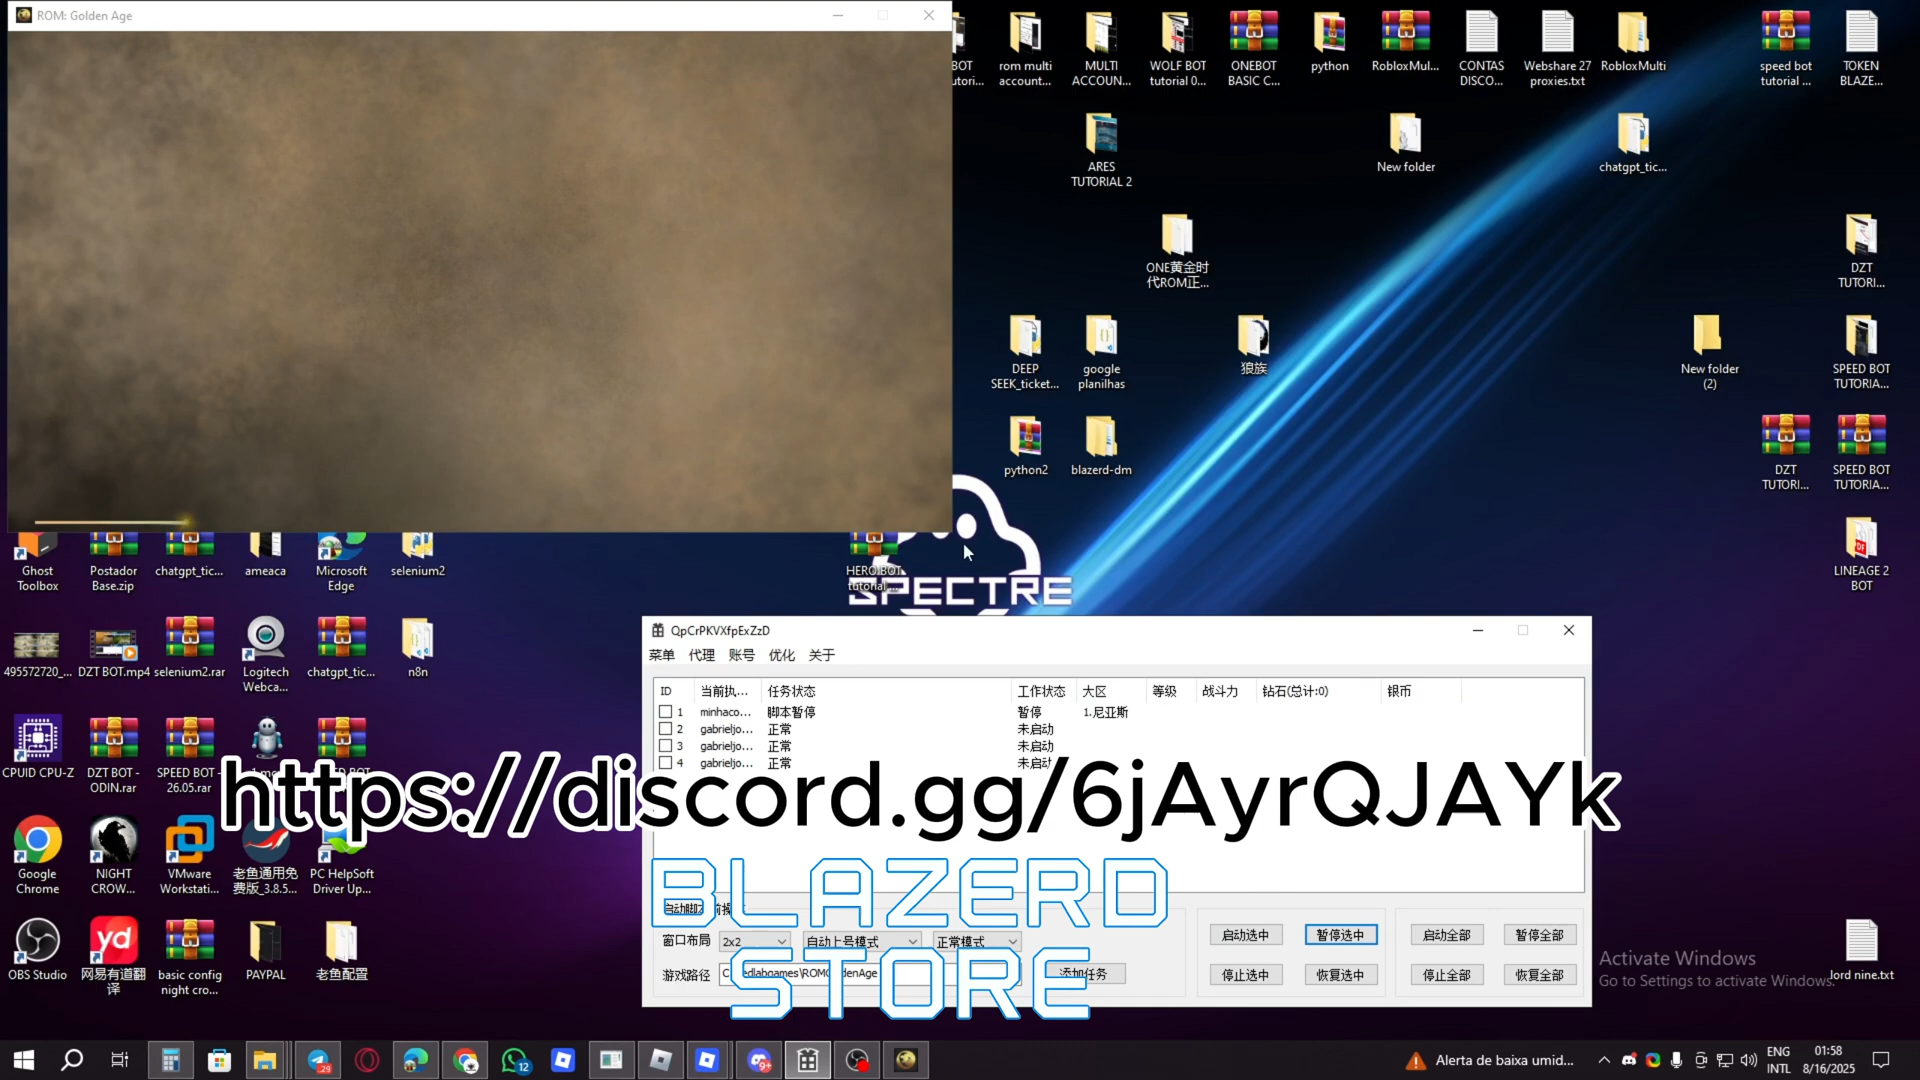 ROM: Golden Age
rom multi
account...
MULTI
ACCOUN...
WOLF BOT
tutorial 0...
ONEBOT
BASIC C...
python
RobloxMul...
CONTAS
DISCO...
Webshare 27
proxies.txt
RobloxMulti
speed bot
tutorial ...
TOKEN
BLAZE...
ARES
TUTORIAL 2
New folder
chatgpt_tic...
ONE黄金时
代ROM正...
DZT
TUTORI...
DEEP
SEEK_ticket...
google
planilhas
狼族
New folder
(2)
SPEED BOT
TUTORIA...
python2
blazerd-dm
DZT
TUTORI...
SPEED BOT
TUTORIA...
Ghost
Toolbox
Postador
Base.zip
chatgpt_tic...
ameaca
Microsoft
Edge
selenium2
HERO BOT
tutorial ...
SPECTRE
LINEAGE 2
BOT
495572720_...
DZT BOT.mp4
selenium2.rar
Logitech
Webca...
chatgpt_tic...
n8n
CPUID CPU-Z
DZT BOT -
ODIN.rar
SPEED BOT -
26.05.rar
Google
Chrome
NIGHT
CROW...
VMware
Workstati...
老鱼通用免
费版_3.8.5...
PC HelpSoft
Driver Up...
OBS Studio
网易有道翻
译
basic config
night cro...
PAYPAL
老鱼配置
QpCrPKVXfpExZzD
菜单 代理 账号 优化 关于
ID 当前执... 任务状态 工作状态 大区 等级 战斗力 钻石(总计:0) 银币
1 minhaco... 脚本暂停 暂停 1.尼亚斯
2 gabrieljo... 正常 未启动
3 gabrieljo... 正常 未启动
4 gabrieljo... 正常 未启动
https://discord.gg/6jAyrQJAYk
BLAZERD
STORE
窗口布局 2x2 自动上号模式 正常模式
游戏路径 添加任务
启动选中 暂停选中 启动全部 暂停全部
停止选中 恢复选中 停止全部 恢复全部
Activate Windows
Go to Settings to activate Windows.
lord nine.txt
Alerta de baixa umid...
ENG
INTL
01:58
8/16/2025